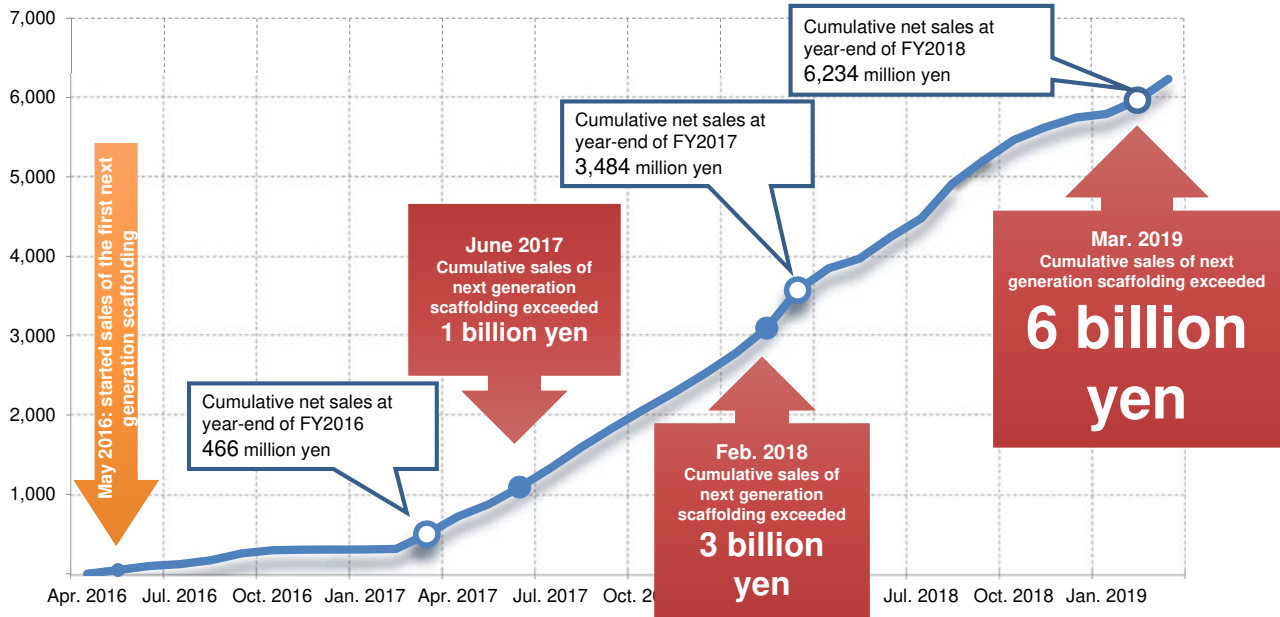 7,000
6,000
5,000
4,000
3,000
2,000
1,000
May 2016: started sales of the first next
generation scaffolding
Cumulative net sales at
year-end of FY2016
466 million yen
June 2017
Cumulative sales of
next generation
scaffolding exceeded
1 billion yen
Cumulative net sales at
year-end of FY2017
3,484 million yen
Feb. 2018
Cumulative sales of
next generation
scaffolding exceeded
3 billion
yen
Cumulative net sales at
year-end of FY2018
6,234 million yen
Mar. 2019
Cumulative sales of next
generation scaffolding exceeded
6 billion
yen
Apr. 2016 Jul. 2016 Oct. 2016 Jan. 2017 Apr. 2017 Jul. 2017 Oct. Jul. 2018 Oct. 2018 Jan. 2019